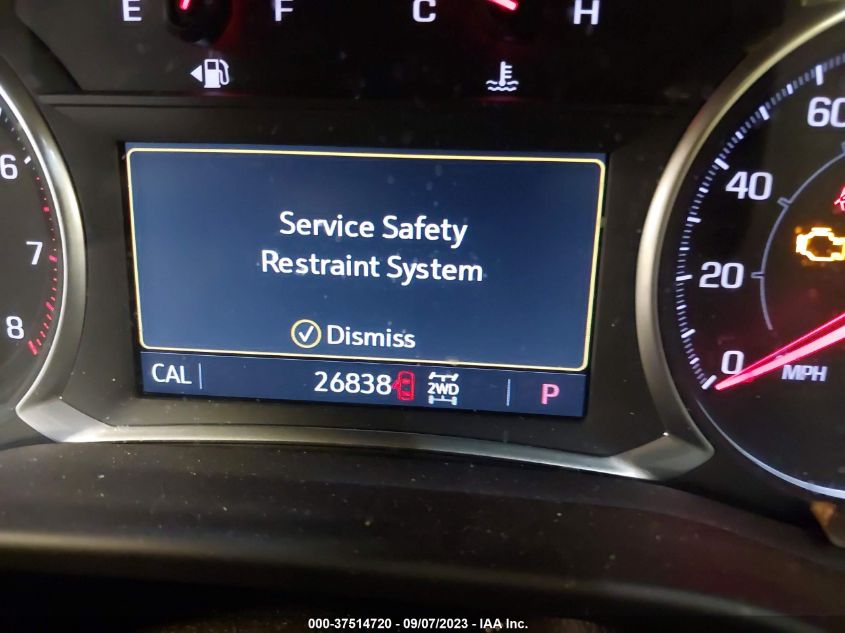 E F C H
6
7
8
Service Safety
Restraint System
Dismiss
CAL 26838 2WD P
60
40
20
0
MPH
000-37514720 - 09/07/2023 - IAA Inc.